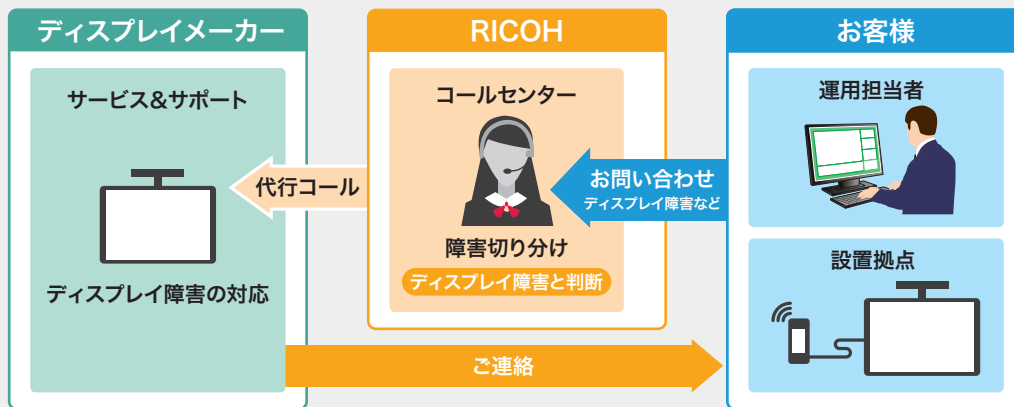 ディスプレイメーカー
サービス&サポート
ディスプレイ障害の対応
代行コール
RICOH
コールセンター
障害切り分け
ディスプレイ障害と判断
お問い合わせ
ディスプレイ障害など
お客様
運用担当者
設置拠点
ご連絡